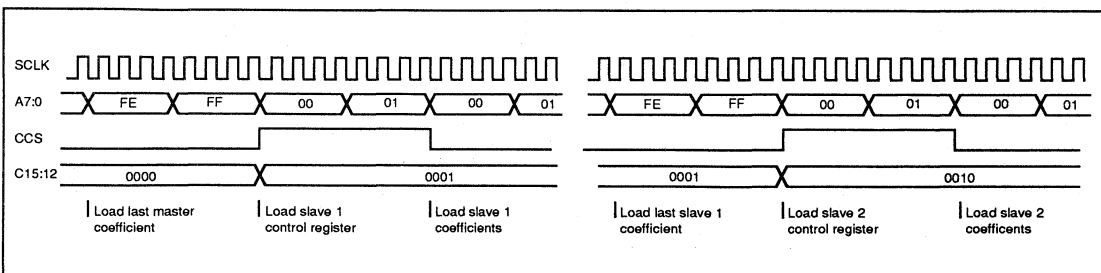 SCLK
A7:0 FE FF 00 01 00 01 FE FF 00 01 00 01
CCS
C15:12 0000 0001 0001 0010
Load last master
coefficient
Load slave 1
control register
Load slave 1
coefficients
Load last slave 1
coefficient
Load slave 2
control register
Load slave 2
coefficents